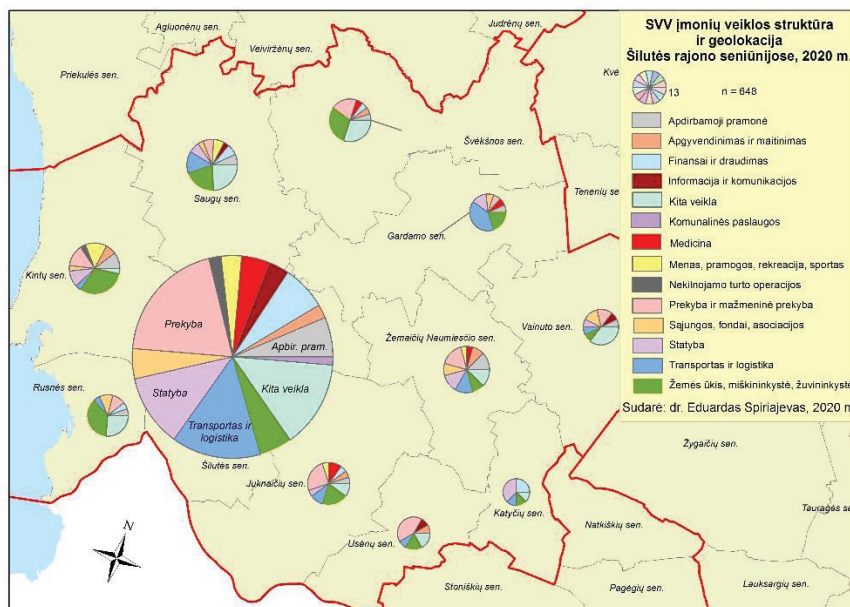 Agluonėnų sen.
Judrėnų sen.
Veiviržėnų sen.
Priekulės sen.
Kvė
Švėkšnos sen.
Saugų sen.
Tenenių se
Gardamo sen.
Kintų sen.
Vainuto sen.
Žemaičių Naumiesčio sen.
Rusnės sen.
Prekyba
Apbir. pram.
Kita veikla
Statyba
Transportas ir
logistika
Šilutės sen.
Juknaičių sen.
Katyčių sen.
Usėnų sen.
Žygaičių sen.
Natkiškių sen.
Tauragės se
Stoniškių sen.
Pagėgių sen.
Lauksargių sen.
N
SVV įmonių veiklos struktūra
ir geolokacija
Šilutės rajono seniūnijose, 2020 m.
13 n = 648
Apdirbamoji pramonė
Apgyvendinimas ir maitinimas
Finansai ir draudimas
Informacija ir komunikacijos
Kita veikla
Komunalinės paslaugos
Medicina
Menas, pramogos, rekreacija, sportas
Nekilnojamo turto operacijos
Prekyba ir mažmeninė prekyba
Sąjungos, fondai, asociacijos
Statyba
Transportas ir logistika
Žemės ūkis, miškininkystė, žuvininkystė
Sudarė: dr. Eduardas Spiriajevas, 2020 m